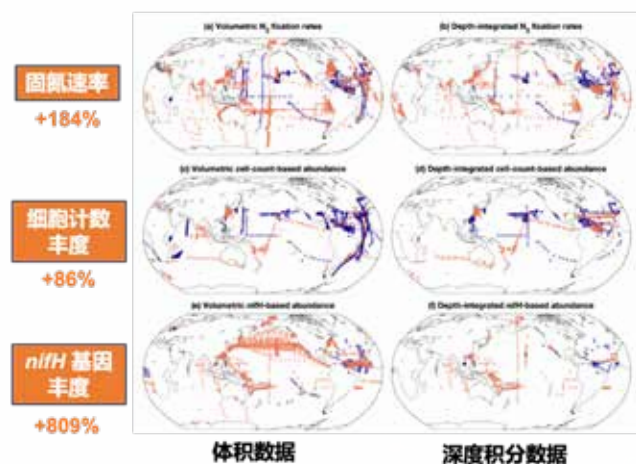 (a) Volumetric N₂ fixation rates
(b) Depth-integrated N₂ fixation rates
固氮速率
+184%
(c) Volumetric cell-count-based abundance
(d) Depth-integrated cell-count-based abundance
细胞计数
丰度
+86%
(e) Volumetric nifH-based abundance
(f) Depth-integrated nifH-based abundance
nifH 基因
丰度
+809%
体积数据
深度积分数据